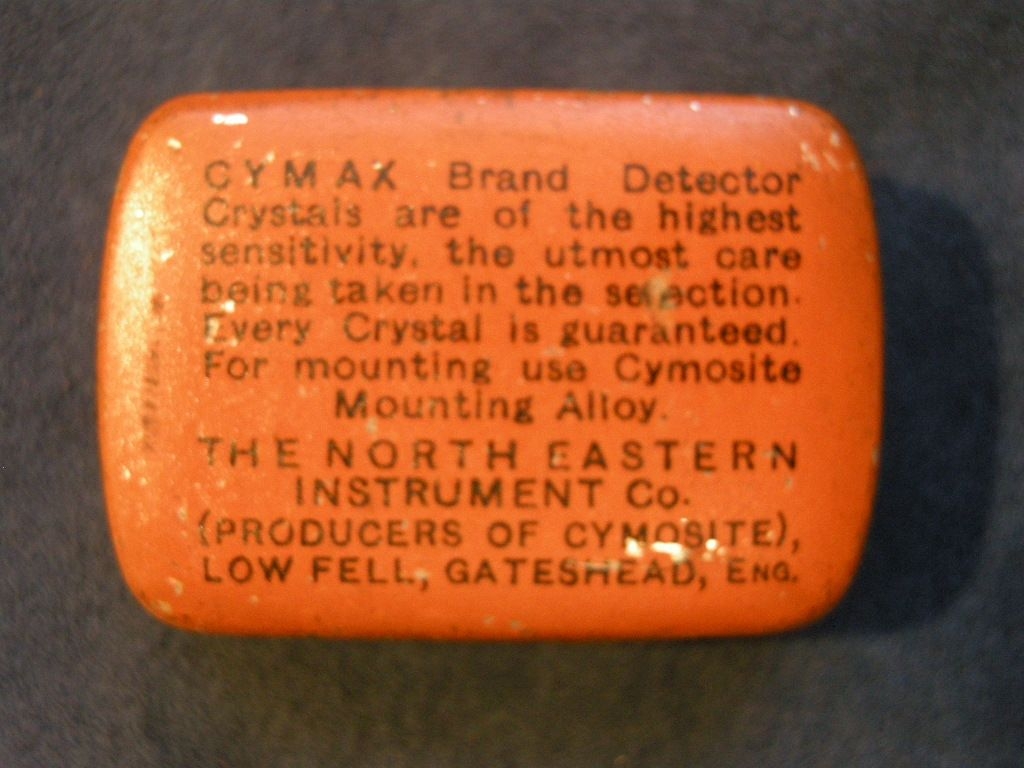 CYMAX Brand Detector
Crystals are of the highest
sensitivity, the utmost care
being taken in the selection.
Every Crystal is guaranteed.
For mounting use Cymosite
Mounting Alloy.
THE NORTH EASTERN
INSTRUMENT Co.
(PRODUCERS OF CYMOSITE),
LOW FELL, GATESHEAD, ENG.